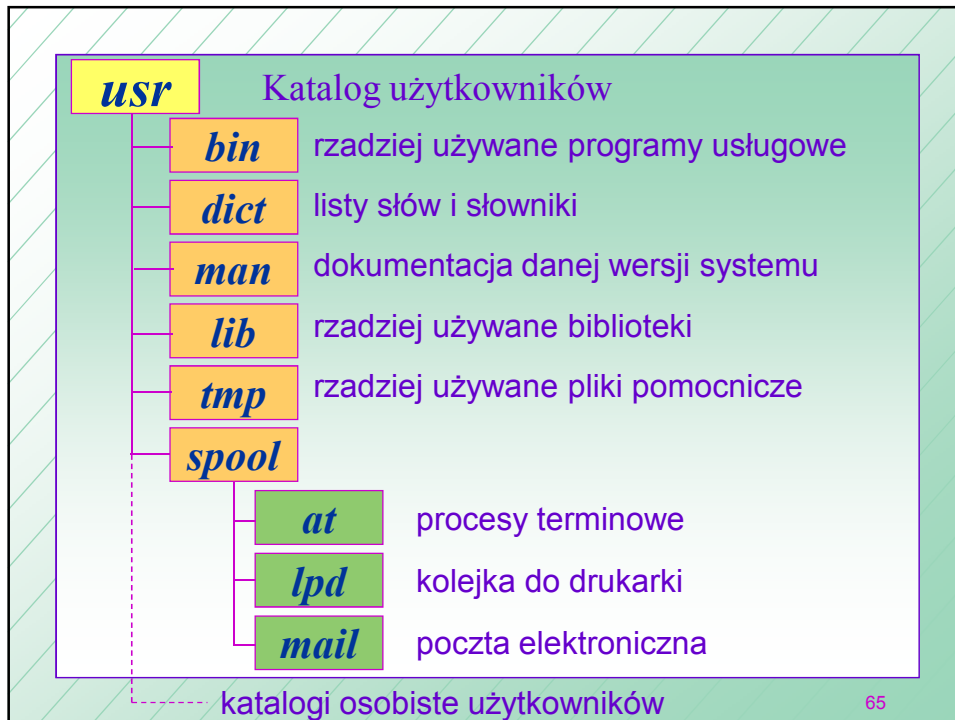 usr Katalog użytkowników
bin rzadziej używane programy usługowe
dict listy słów i słowniki
man dokumentacja danej wersji systemu
lib rzadziej używane biblioteki
tmp rzadziej używane pliki pomocnicze
spool
at procesy terminowe
lpd kolejka do drukarki
mail poczta elektroniczna
katalogi osobiste użytkowników
65